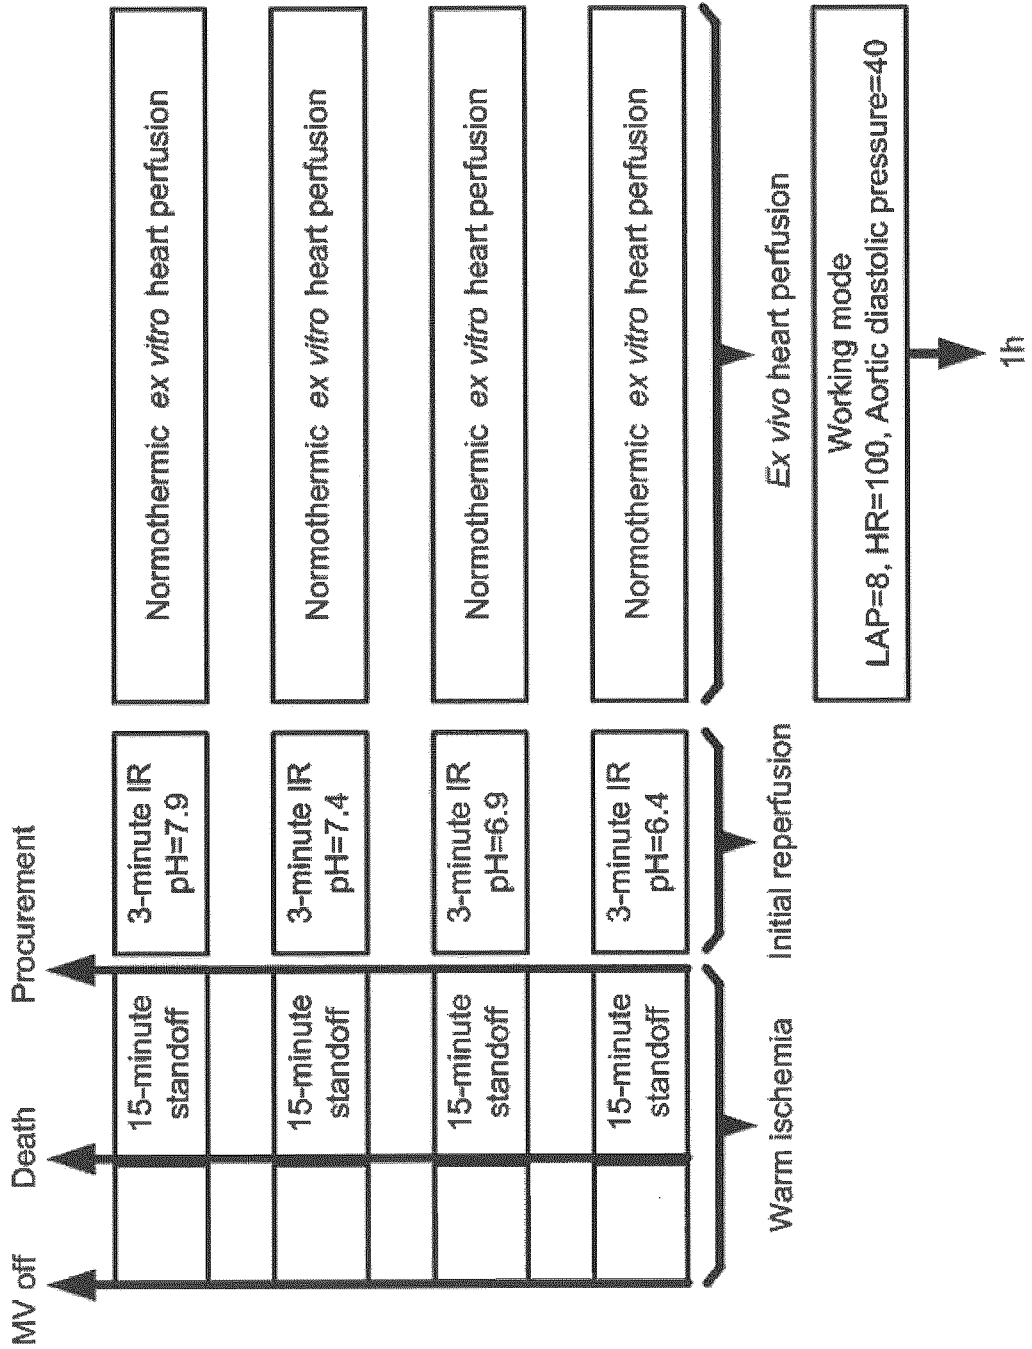 MV off
Death
Procurement
15-minute
standoff
3-minute IR
pH=7.9
Normothermic ex vitro heart perfusion
15-minute
standoff
3-minute IR
pH=7.4
Normothermic ex vitro heart perfusion
15-minute
standoff
3-minute IR
pH=6.9
Normothermic ex vitro heart perfusion
15-minute
standoff
3-minute IR
pH=6.4
Normothermic ex vitro heart perfusion
Warm ischemia
Initial reperfusion
Ex vivo heart perfusion
Working mode
LAP=8, HR=100, Aortic diastolic pressure=40
1h